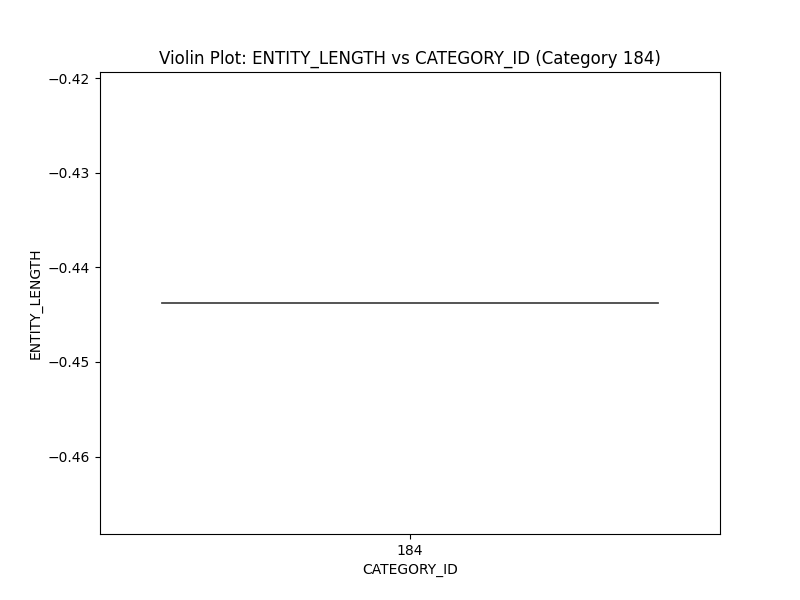 Violin Plot: ENTITY_LENGTH vs CATEGORY_ID (Category 184)
−0.42
−0.43
−0.44
−0.45
−0.46
ENTITY_LENGTH
184
CATEGORY_ID